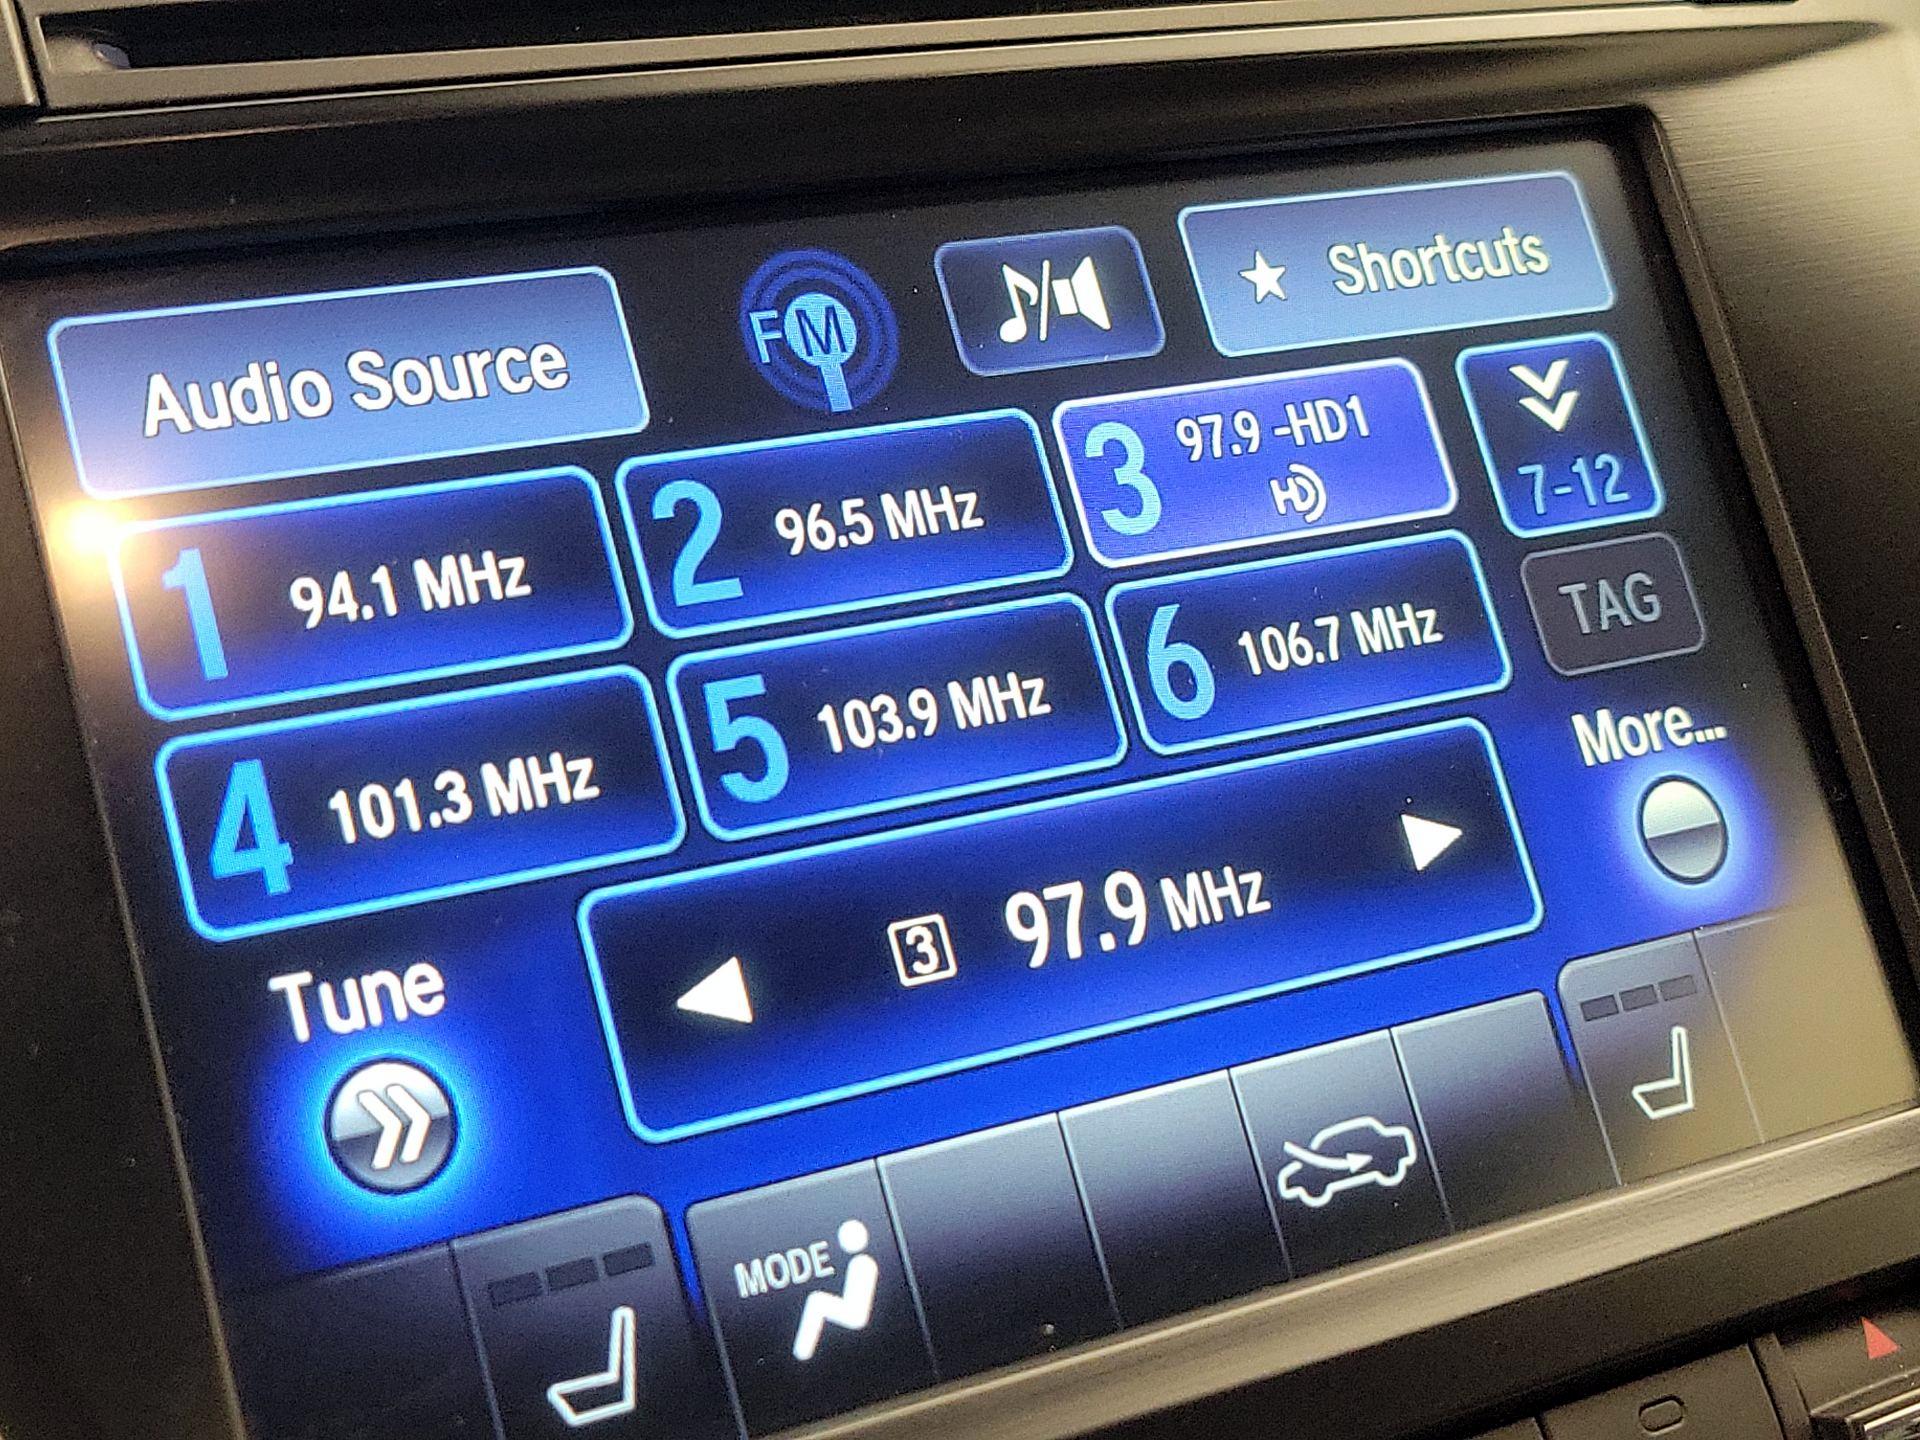 Audio Source
FM
Shortcuts
1 94.1 MHz
2 96.5 MHz
3 97.9 -HD1
HD
7-12
4 101.3 MHz
5 103.9 MHz
6 106.7 MHz
TAG
More...
Tune
3 97.9 MHz
MODE